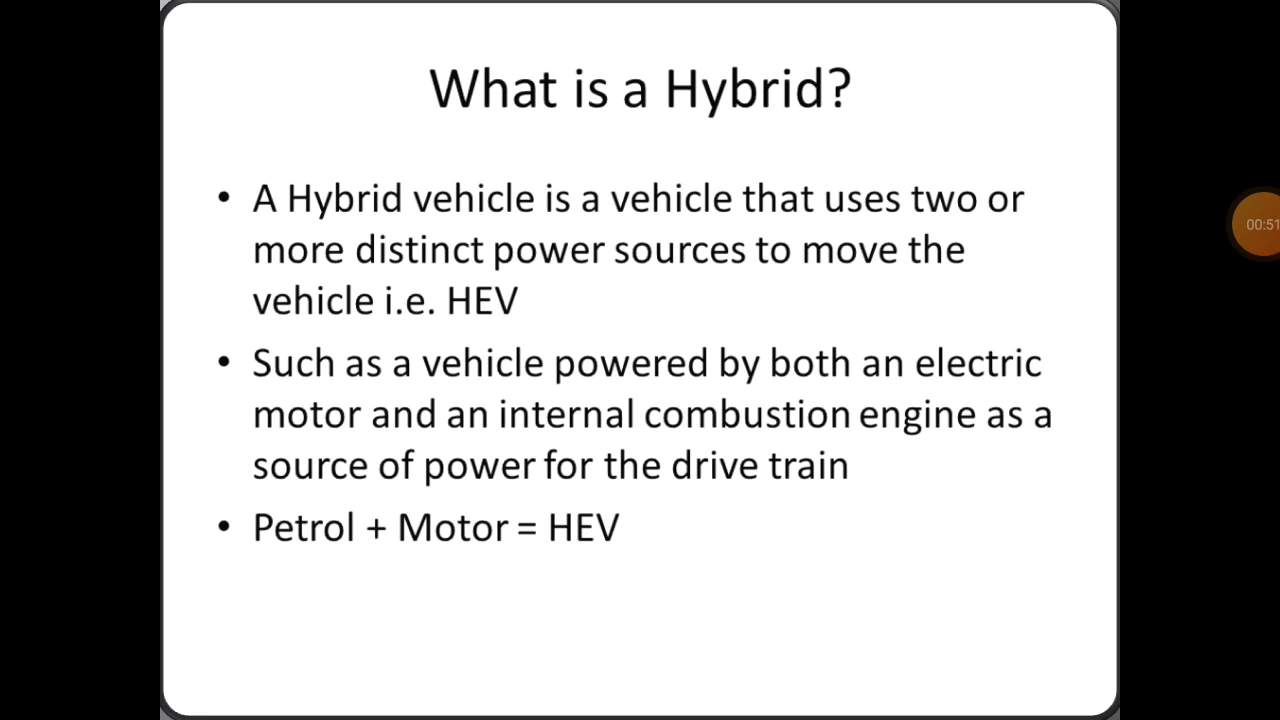 What is a Hybrid?
• A Hybrid vehicle is a vehicle that uses two or
more distinct power sources to move the
vehicle i.e. HEV
• Such as a vehicle powered by both an electric
motor and an internal combustion engine as a
source of power for the drive train
• Petrol + Motor = HEV
00:51